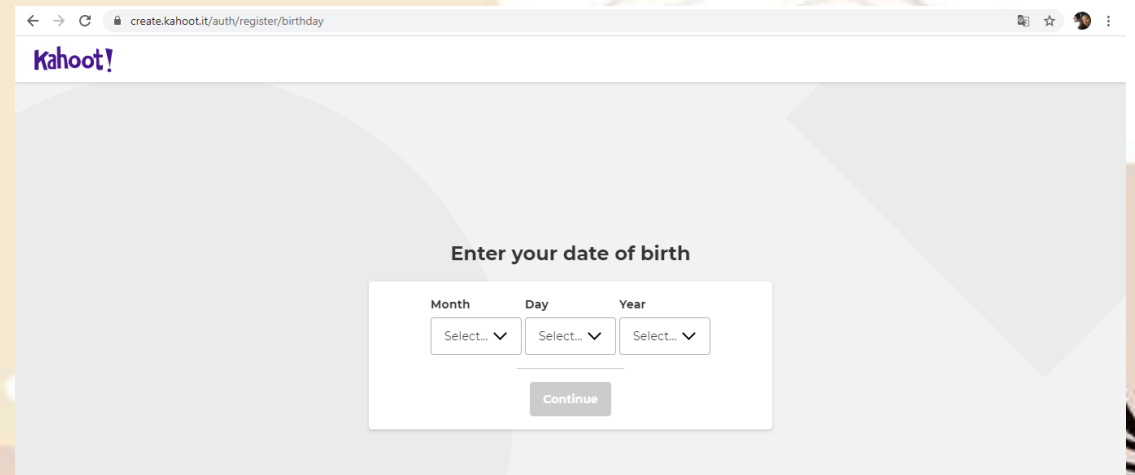 create.kahoot.it/auth/register/birthday
Kahoot!
Enter your date of birth
Month Day Year
Select... Select... Select...
Continue